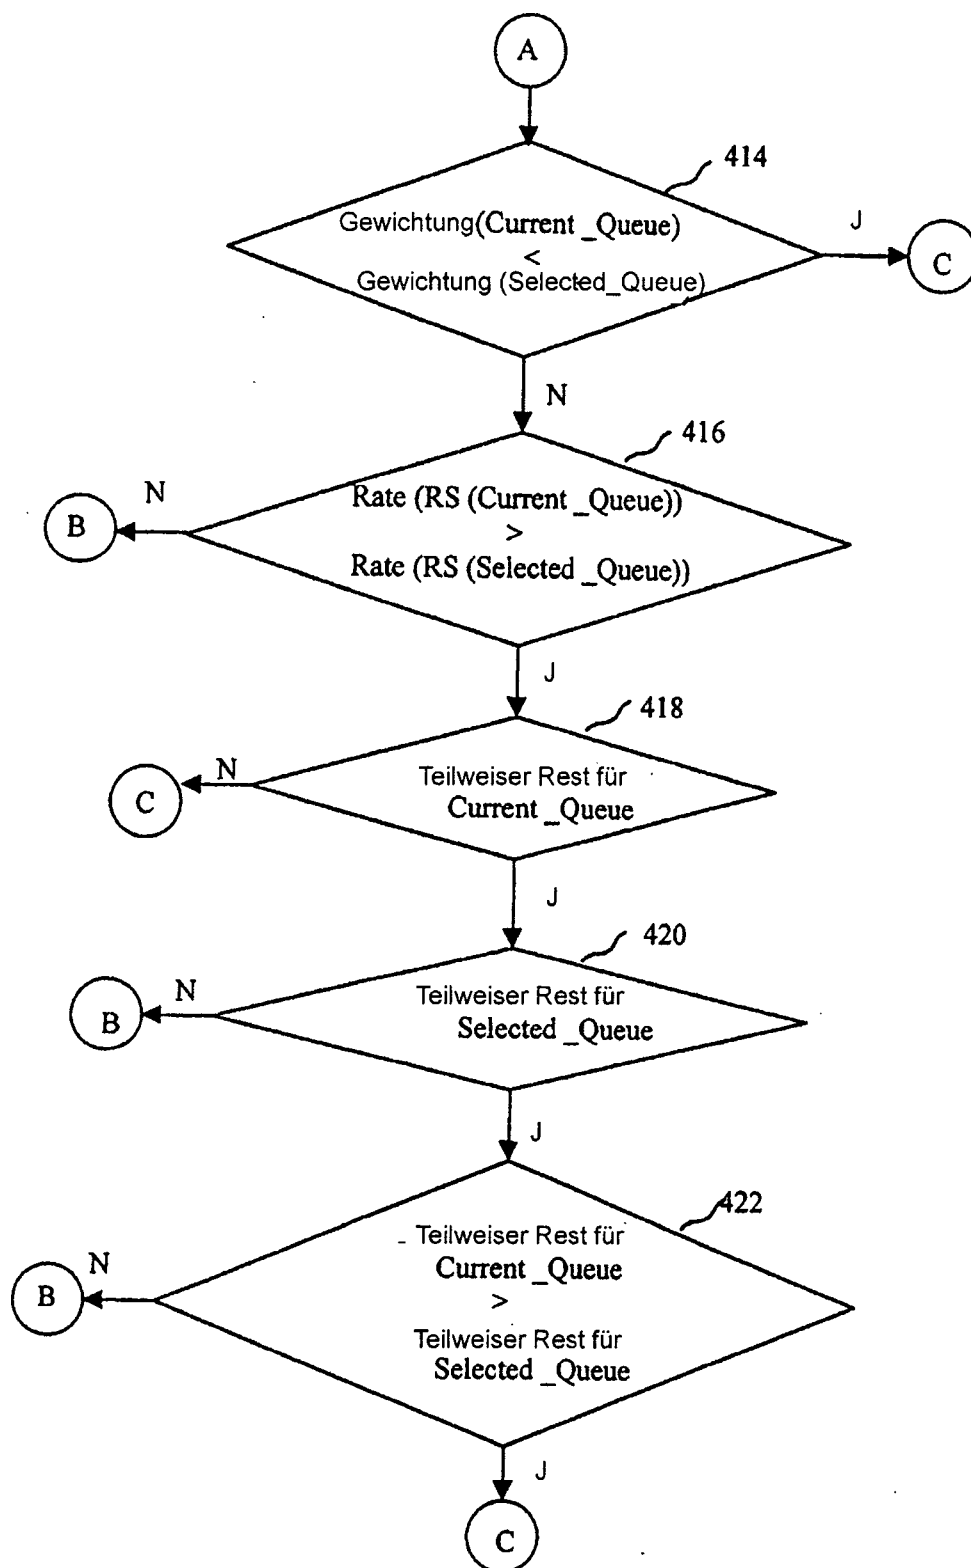 A
414
Gewichtung(Current _Queue)
<
Gewichtung (Selected_Queue)
J
C
N
416
N
B
Rate (RS (Current _Queue))
>
Rate (RS (Selected _Queue))
J
418
N
C
Teilweiser Rest für
Current _Queue
J
420
N
B
Teilweiser Rest für
Selected _Queue
J
422
N
B
Teilweiser Rest für
Current _Queue
>
Teilweiser Rest für
Selected _Queue
J
C